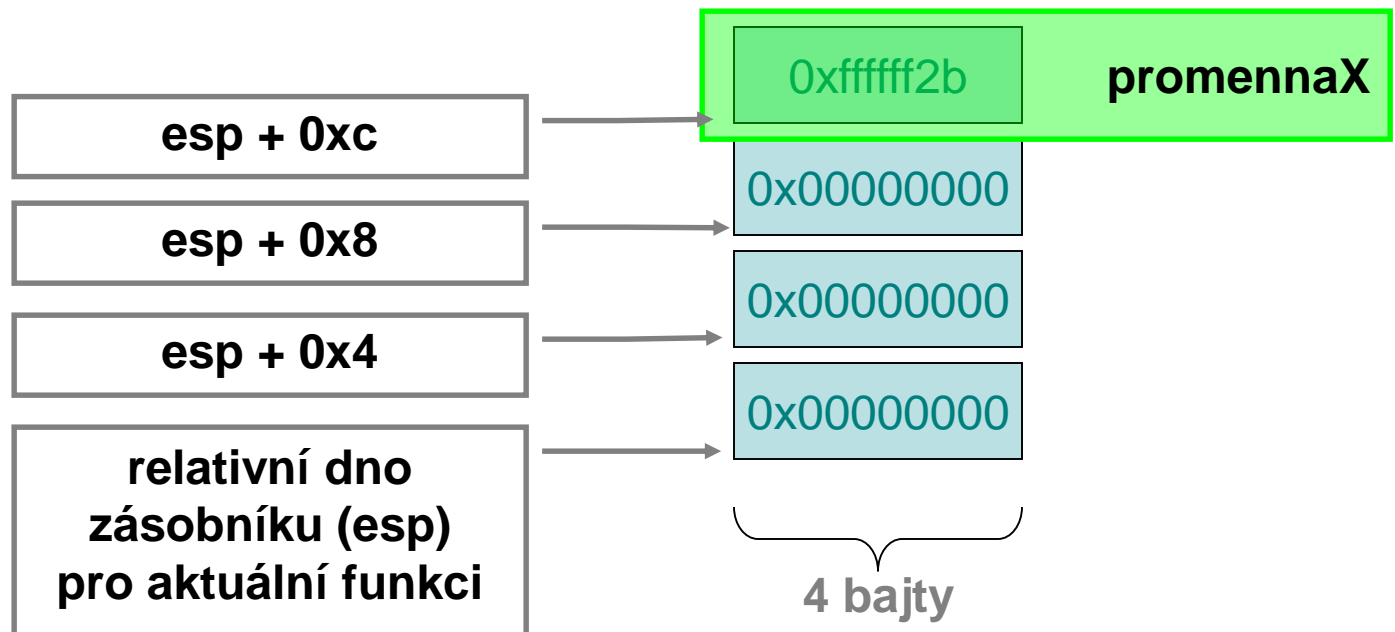 0xffffff2b promennaX
esp + 0xc
0x00000000
esp + 0x8
0x00000000
esp + 0x4
0x00000000
relativní dno
zásobníku (esp)
pro aktuální funkci
4 bajty